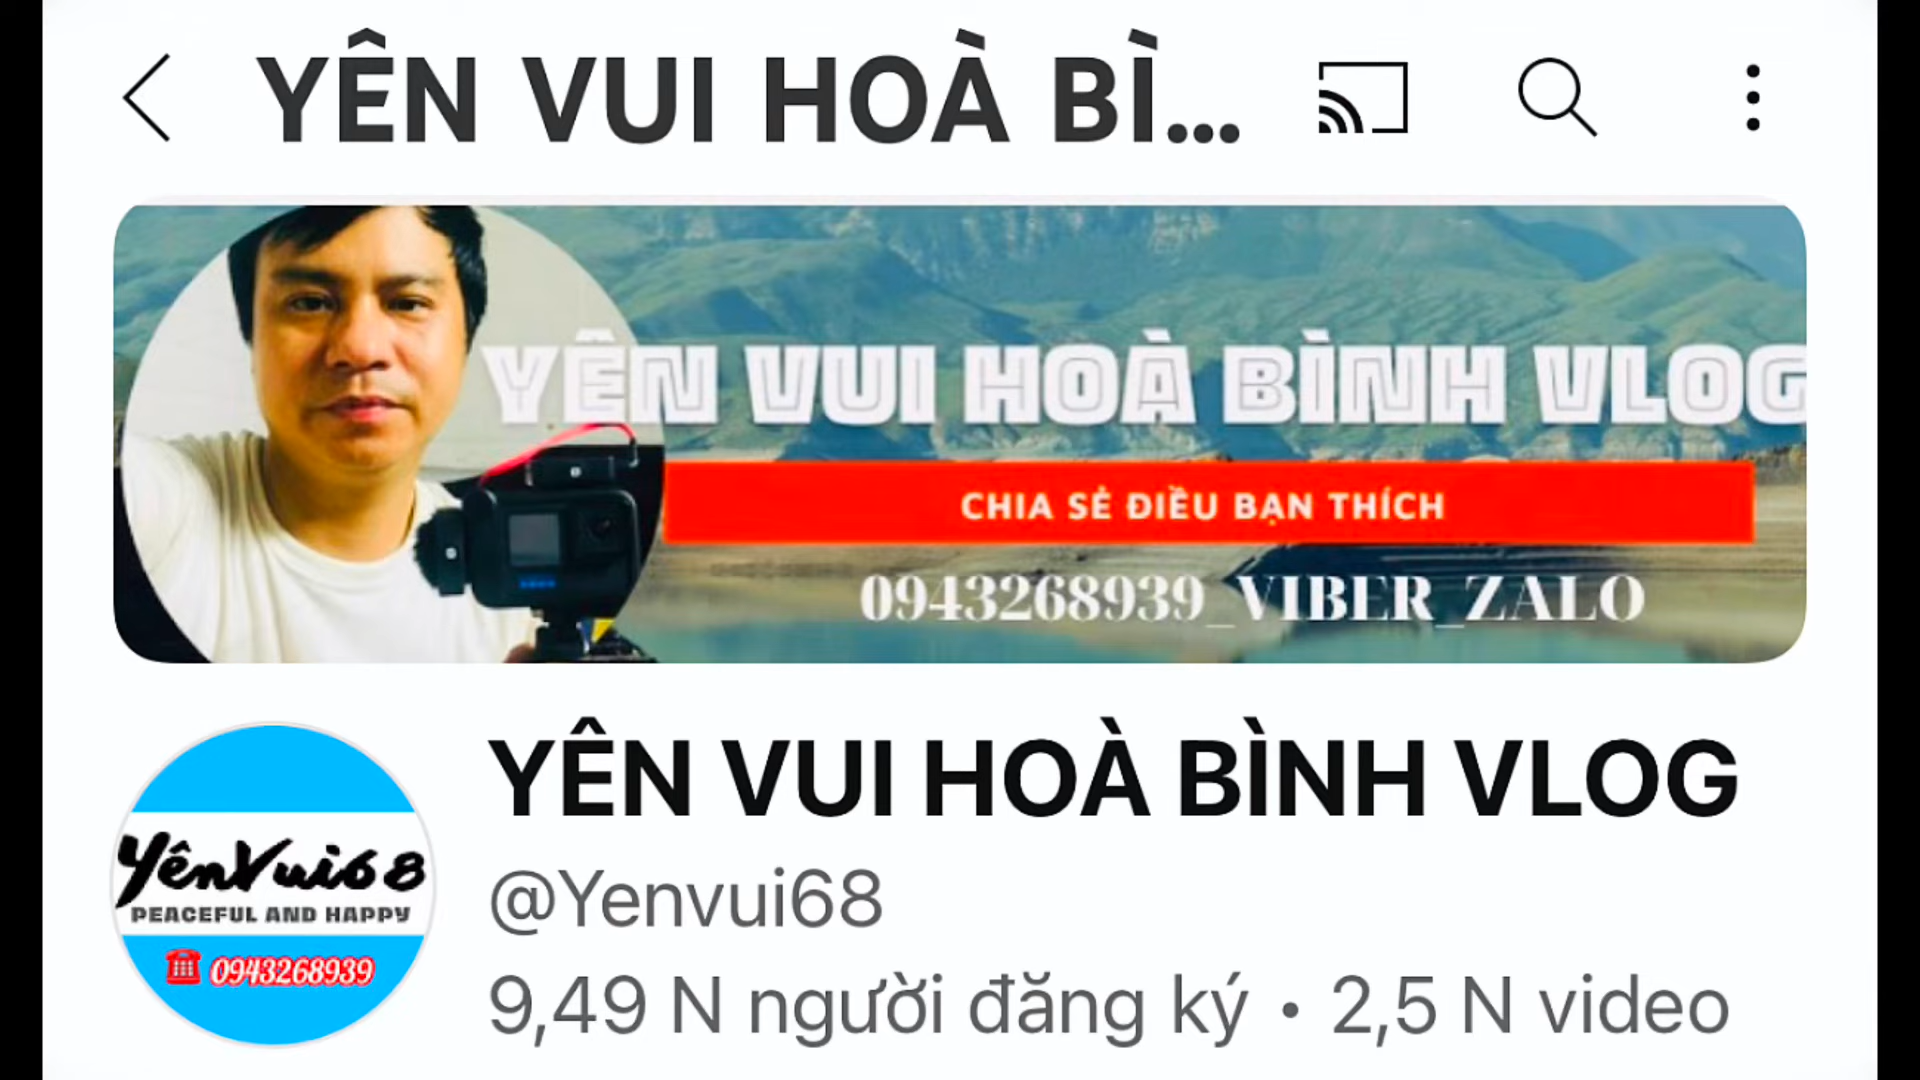 YÊN VUI HOÀ BÌ...
YÊN VUI HOÀ BÌNH VLOG
CHIA SẺ ĐIỀU BẠN THÍCH
0943268939_VIBER_ZALO
YÊN VUI HOÀ BÌNH VLOG
@Yenvui68
9,49 N người đăng ký • 2,5 N video
YênVui68
PEACEFUL AND HAPPY
☎ 0943268939